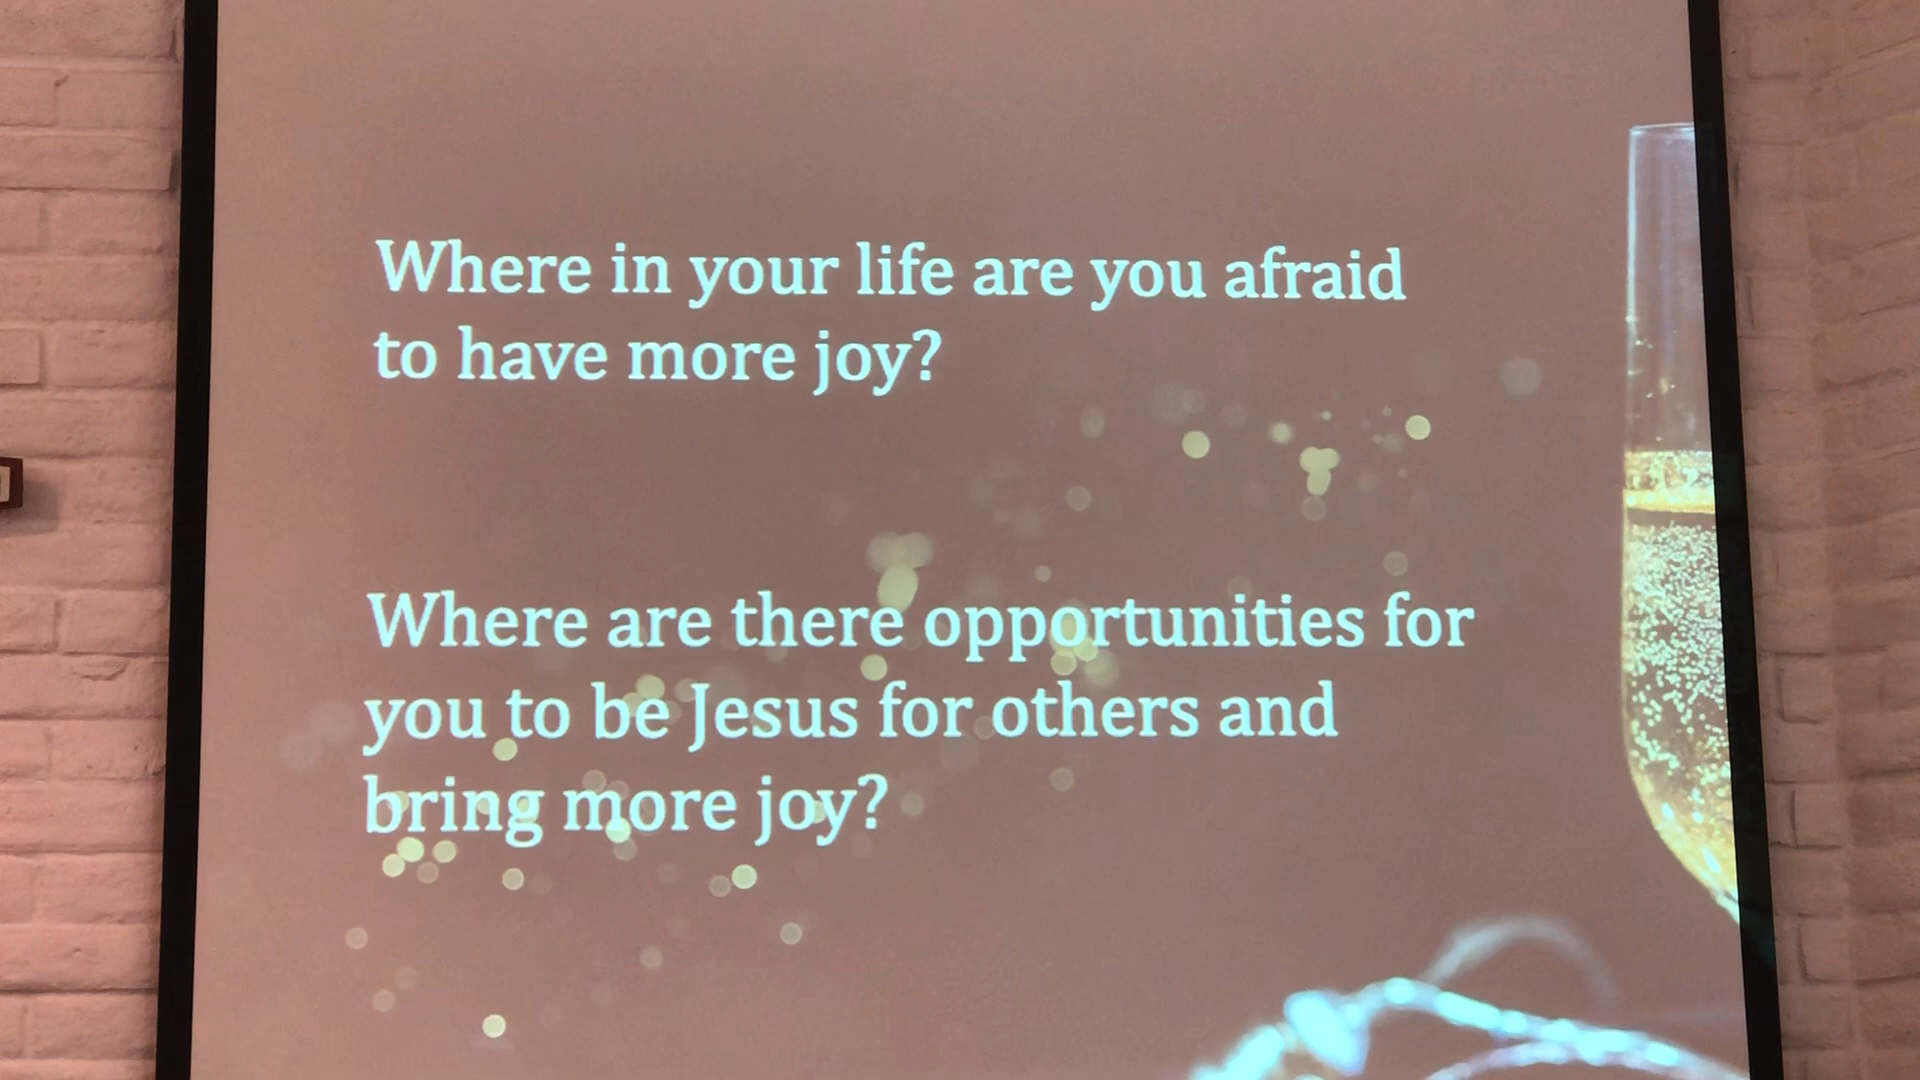 Where in your life are you afraid
to have more joy?
Where are there opportunities for
you to be Jesus for others and
bring more joy?